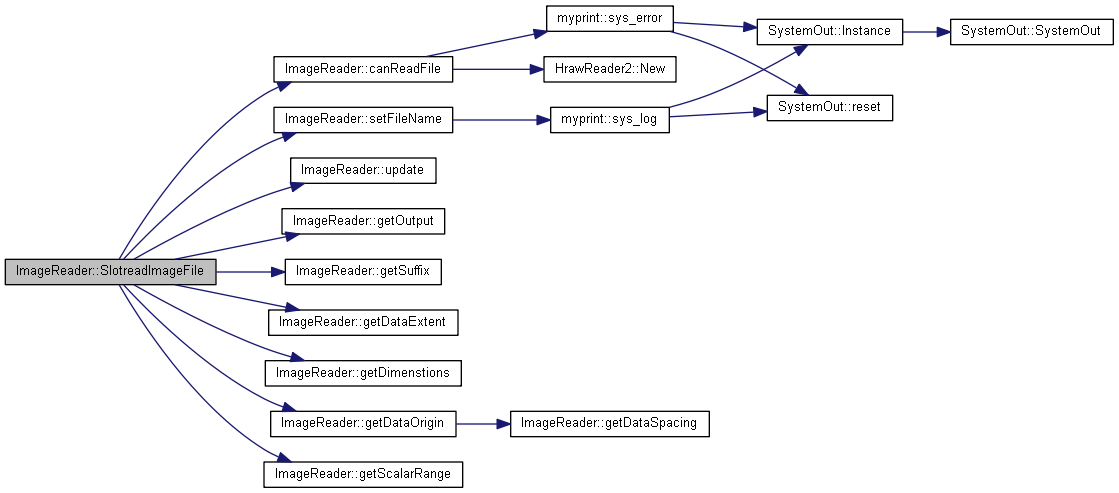 myprint::sys_error
SystemOut::Instance
SystemOut::SystemOut
ImageReader::canReadFile
HrawReader2::New
SystemOut::reset
ImageReader::setFileName
myprint::sys_log
ImageReader::update
ImageReader::getOutput
ImageReader::SlotreadImageFile
ImageReader::getSuffix
ImageReader::getDataExtent
ImageReader::getDimenstions
ImageReader::getDataOrigin
ImageReader::getDataSpacing
ImageReader::getScalarRange